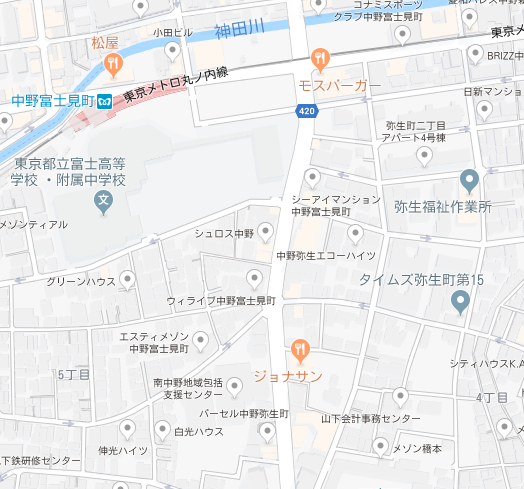 コナミスポーツ
クラブ中野富士見町
神田川
小田ビル
松屋
東京メト
BRIZZ中
東京メトロ丸ノ内線
モスバーガー
中野富士見町
日新マンション
420
弥生町二丁目
アパート4号棟
東京都立富士高等
学校 ・附属中学校
シーアイマンション
中野富士見町
弥生福祉作業所
メゾンティアル
シュロス中野
中野弥生エコーハイツ
グリーンハウス
タイムズ弥生町第15
ウィライブ中野富士見町
エスティメゾン
中野富士見町
5丁目
ジョナサン
シティハウスK.A
南中野地域包括
支援センター
4丁目
バーセル中野弥生町
山下会計事務センター
伸光ハイツ
白光ハウス
メゾン橋本
下鉄研修センター